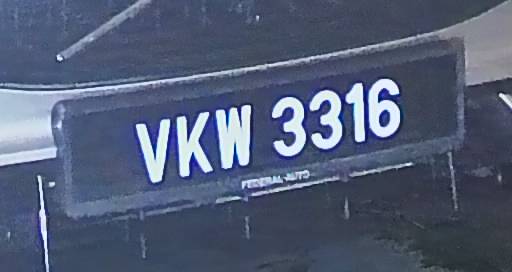 VKW 3316
FEDERAL AUTO